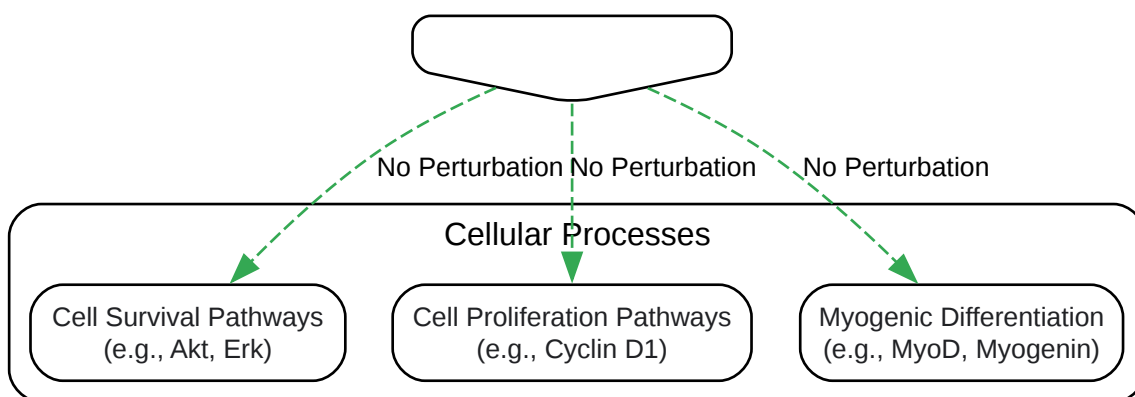 No Perturbation No Perturbation No Perturbation
Cellular Processes
Cell Survival Pathways
(e.g., Akt, Erk)
Cell Proliferation Pathways
(e.g., Cyclin D1)
Myogenic Differentiation
(e.g., MyoD, Myogenin)